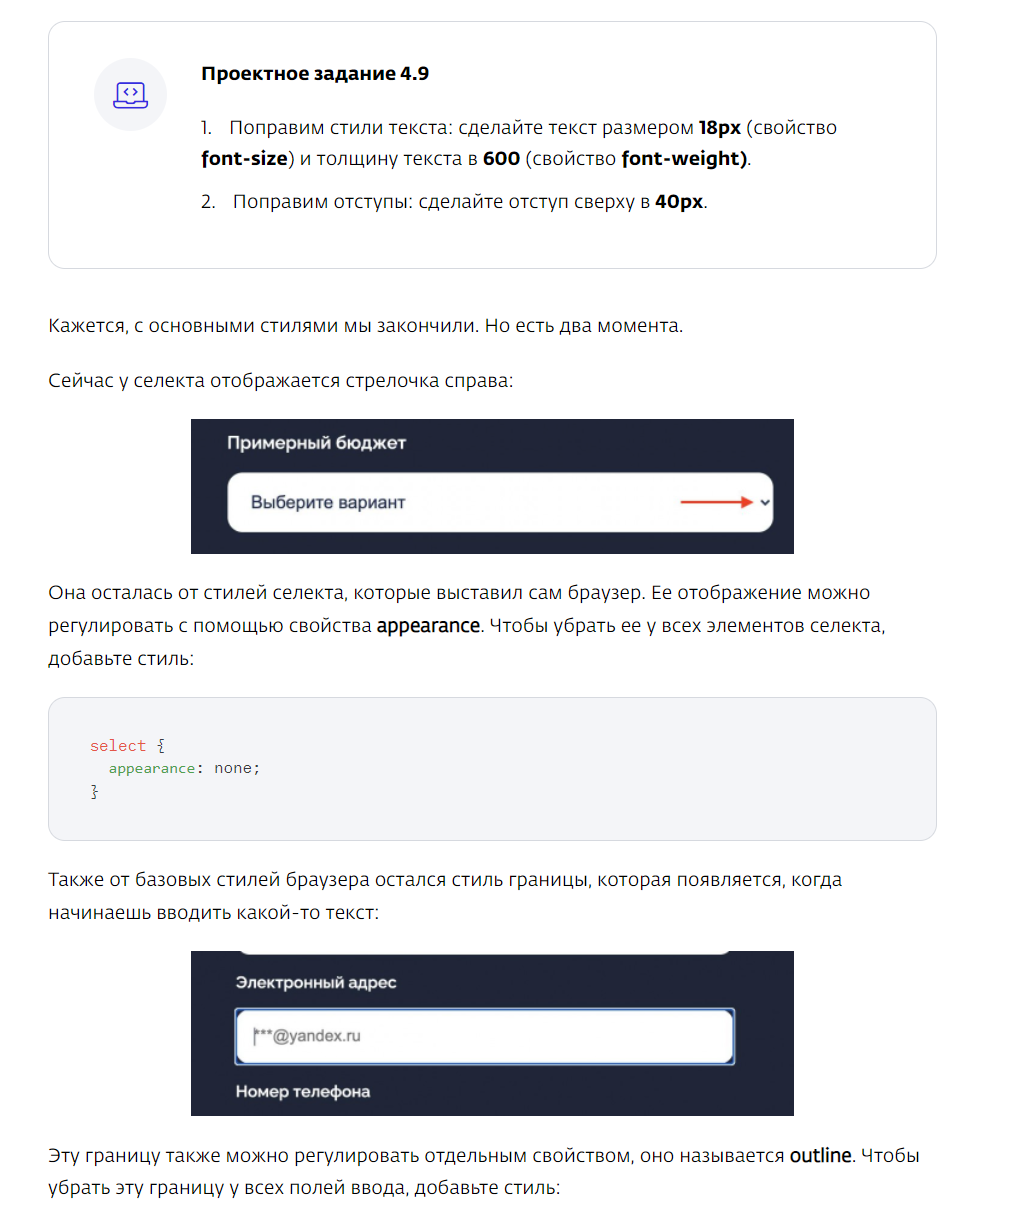 Проектное задание 4.9
1. Поправим стили текста: сделайте текст размером 18px (свойство
font-size) и толщину текста в 600 (свойство font-weight).
2. Поправим отступы: сделайте отступ сверху в 40px.
Кажется, с основными стилями мы закончили. Но есть два момента.
Сейчас у селекта отображается стрелочка справа:
Примерный бюджет
Выберите вариант
Она осталась от стилей селекта, которые выставил сам браузер. Ее отображение можно
регулировать с помощью свойства appearance. Чтобы убрать ее у всех элементов селекта,
добавьте стиль:
select {
appearance: none;
}
Также от базовых стилей браузера остался стиль границы, которая появляется, когда
начинаешь вводить какой-то текст:
Электронный адрес
***@yandex.ru
Номер телефона
Эту границу также можно регулировать отдельным свойством, оно называется outline. Чтобы
убрать эту границу у всех полей ввода, добавьте стиль: